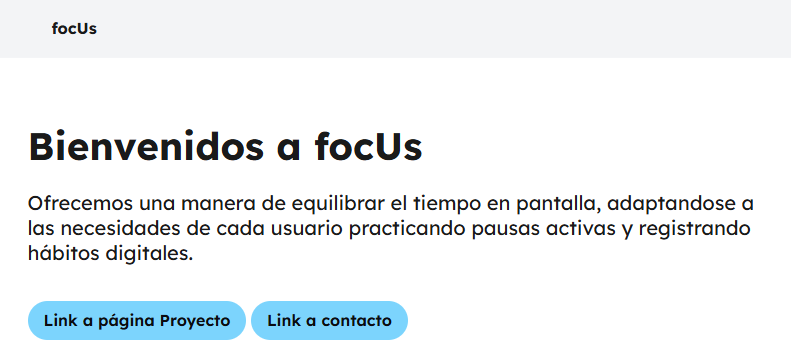 focUs
Bienvenidos a focUs
Ofrecemos una manera de equilibrar el tiempo en pantalla, adaptandose a
las necesidades de cada usuario practicando pausas activas y registrando
hábitos digitales.
Link a página Proyecto Link a contacto